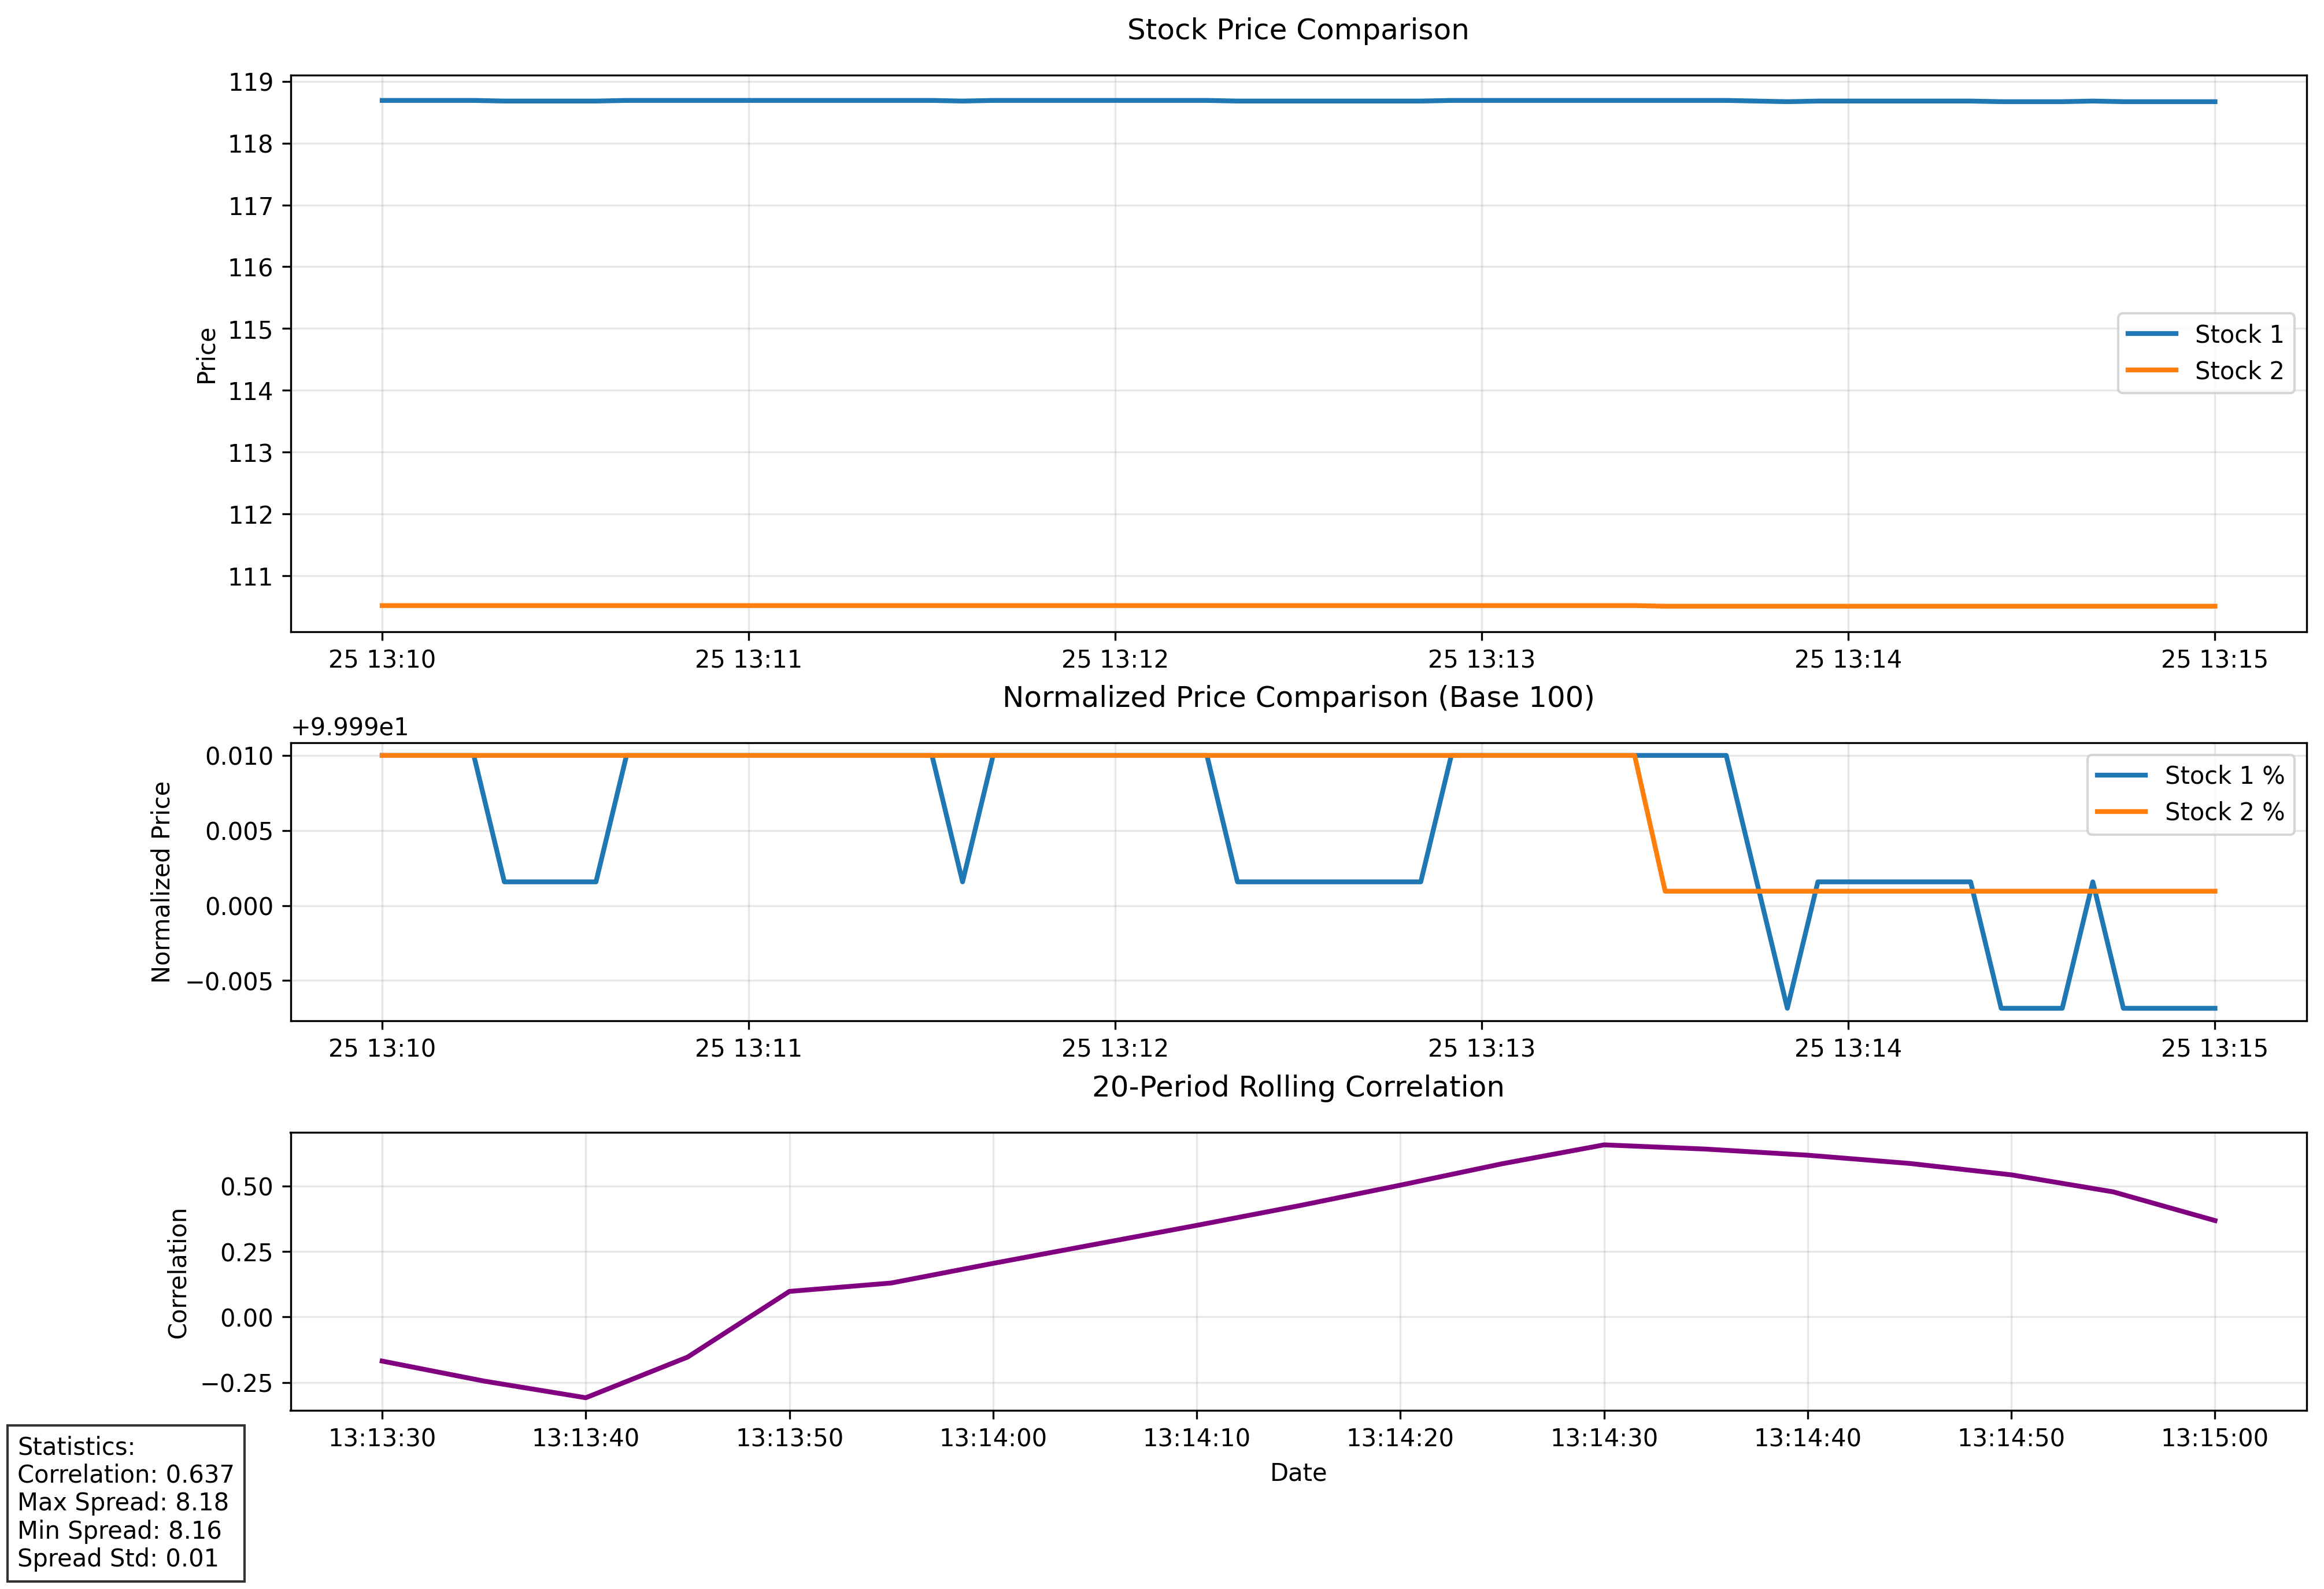 Stock Price Comparison
119
118
117
116
115
114
113
112
111
Price
Stock 1
Stock 2
25 13:10
25 13:11
25 13:12
25 13:13
25 13:14
25 13:15
Normalized Price Comparison (Base 100)
+9.999e1
0.010
0.005
0.000
−0.005
Normalized Price
Stock 1 %
Stock 2 %
25 13:10
25 13:11
25 13:12
25 13:13
25 13:14
25 13:15
20-Period Rolling Correlation
0.50
0.25
0.00
−0.25
Correlation
13:13:30
13:13:40
13:13:50
13:14:00
13:14:10
13:14:20
13:14:30
13:14:40
13:14:50
13:15:00
Date
Statistics:
Correlation: 0.637
Max Spread: 8.18
Min Spread: 8.16
Spread Std: 0.01